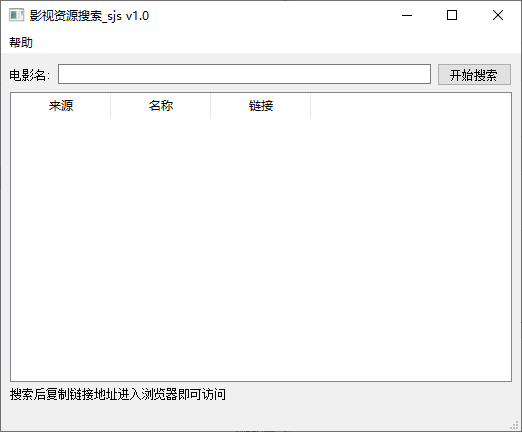 影视资源搜索_sjs v1.0
帮助
电影名: 开始搜索
来源 名称 链接
搜索后复制链接地址进入浏览器即可访问